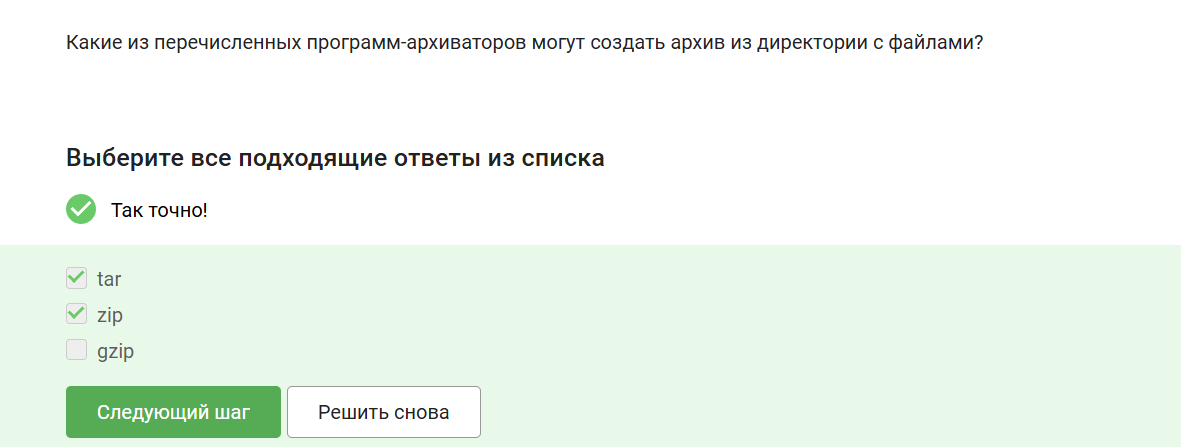 Какие из перечисленных программ-архиваторов могут создать архив из директории с файлами?
Выберите все подходящие ответы из списка
Так точно!
tar
zip
gzip
Следующий шаг
Решить снова